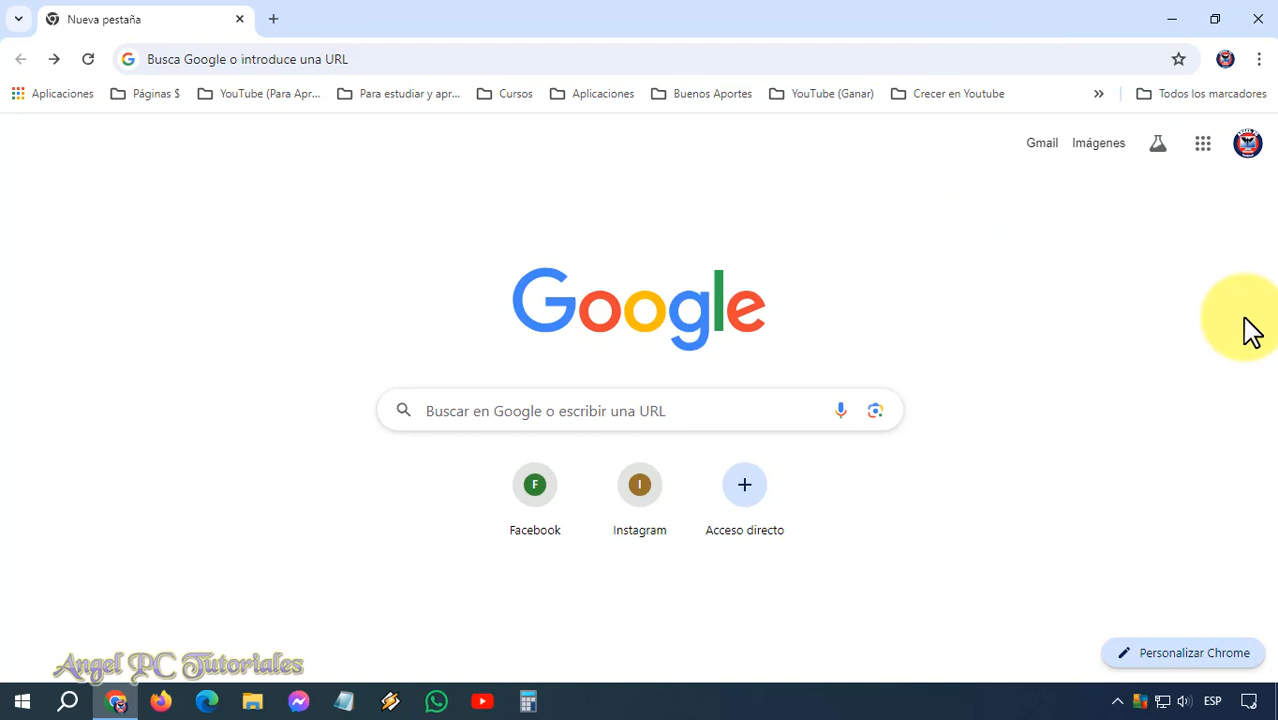 Nueva pestaña
Busca Google o introduce una URL
Aplicaciones
Páginas $
YouTube (Para Apr...
Para estudiar y apr...
Cursos
Aplicaciones
Buenos Aportes
YouTube (Ganar)
Crecer en Youtube
Todos los marcadores
Gmail
Imágenes
Google
Buscar en Google o escribir una URL
F
I
Facebook
Instagram
Acceso directo
Personalizar Chrome
Angel PC Tutoriales
ESP